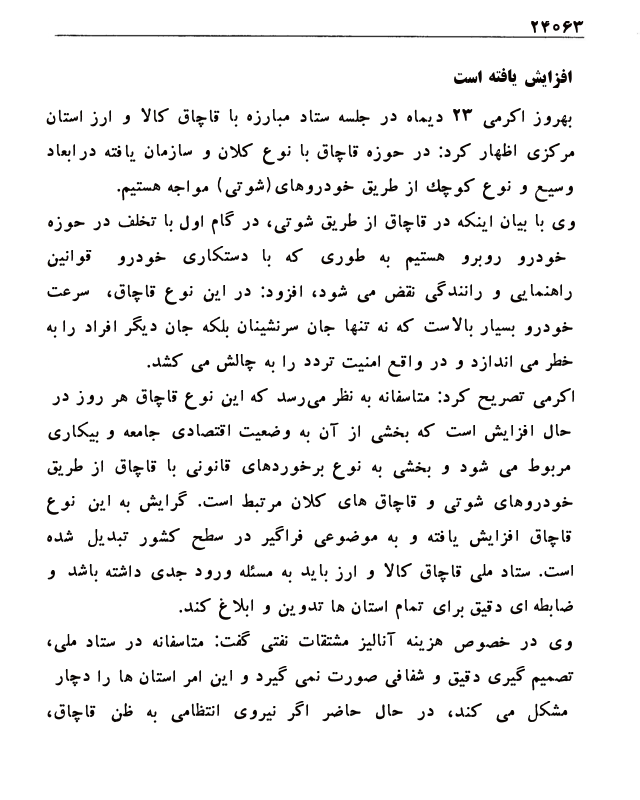 ۲۴۰۶۳
افزایش یافته است
بهروز اکرمی ۲۳ دیماه در جلسه ستاد مبارزه با قاچاق کالا و ارز استان
مرکزی اظهار کرد: در حوزه قاچاق با نوع کلان و سازمان یافته درابعاد
وسیع و نوع کوچك از طریق خودروهای(شوتی) مواجه هستیم.
وی با بیان اینکه در قاچاق از طریق شوتی، در گام اول با تخلف در حوزه
خودرو روبرو هستیم به طوری که با دستکاری خودرو قوانین
راهنمایی و رانندگی نقض می شود، افزود: در این نوع قاچاق، سرعت
خودرو بسیار بالاست که نه تنها جان سرنشینان بلکه جان دیگر افراد را به
خطر می اندازد و در واقع امنیت تردد را به چالش می کشد.
اکرمی تصریح کرد: متاسفانه به نظر می‌رسد که این نوع قاچاق هر روز در
حال افزایش است که بخشی از آن به وضعیت اقتصادی جامعه و بیکاری
مربوط می شود و بخشی به نوع برخوردهای قانونی با قاچاق از طریق
خودروهای شوتی و قاچاق های کلان مرتبط است. گرایش به این نوع
قاچاق افزایش یافته و به موضوعی فراگیر در سطح کشور تبدیل شده
است. ستاد ملی قاچاق کالا و ارز باید به مسئله ورود جدی داشته باشد و
ضابطه ای دقیق برای تمام استان ها تدوین و ابلاغ کند.
وی در خصوص هزینه آنالیز مشتقات نفتی گفت: متاسفانه در ستاد ملی،
تصمیم گیری دقیق و شفافی صورت نمی گیرد و این امر استان ها را دچار
مشکل می کند، در حال حاضر اگر نیروی انتظامی به ظن قاچاق،